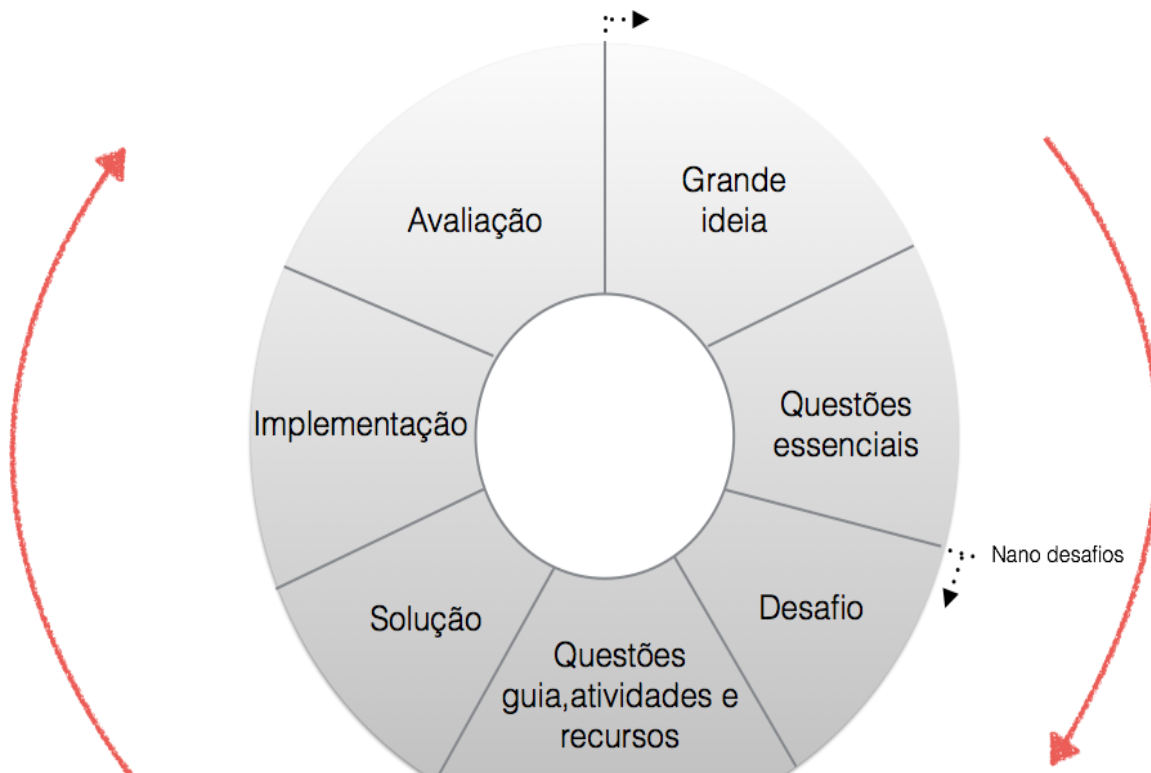 Grande
ideia
Questões
essenciais
Nano desafios
Desafio
Questões
guia,atividades e
recursos
Solução
Implementação
Avaliação